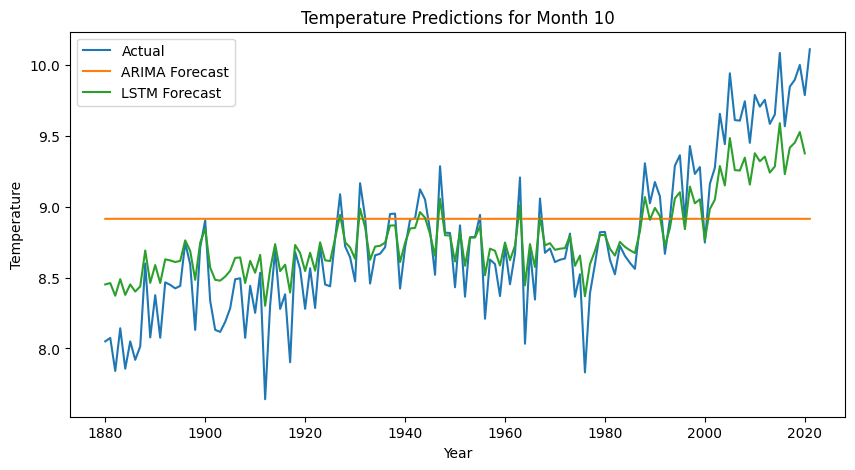 Temperature Predictions for Month 10
Actual
ARIMA Forecast
LSTM Forecast
Temperature
10.0
9.5
9.0
8.5
8.0
1880
1900
1920
1940
1960
1980
2000
2020
Year